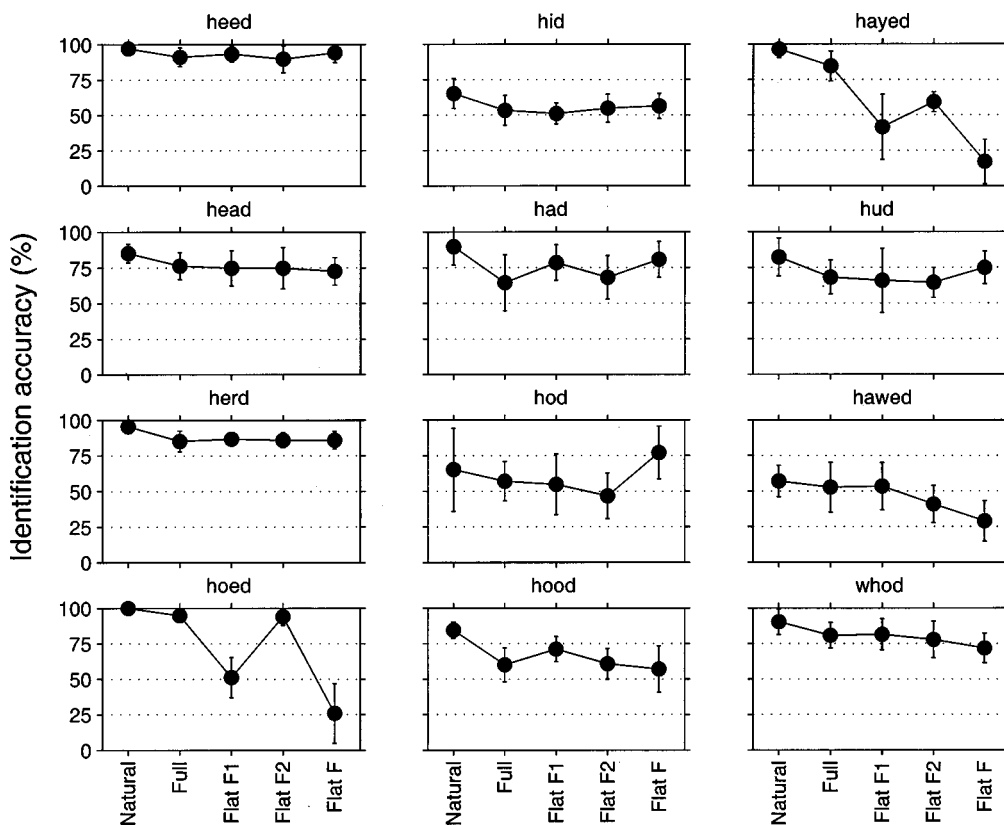 heed hid hayed
100
75
50
25
0
head had hud
100
75
50
25
0
herd hod hawed
100
75
50
25
0
hoed hood whod
100
75
50
25
0
Identification accuracy (%)
Natural Full Flat F1 Flat F2 Flat F
Natural Full Flat F1 Flat F2 Flat F
Natural Full Flat F1 Flat F2 Flat F